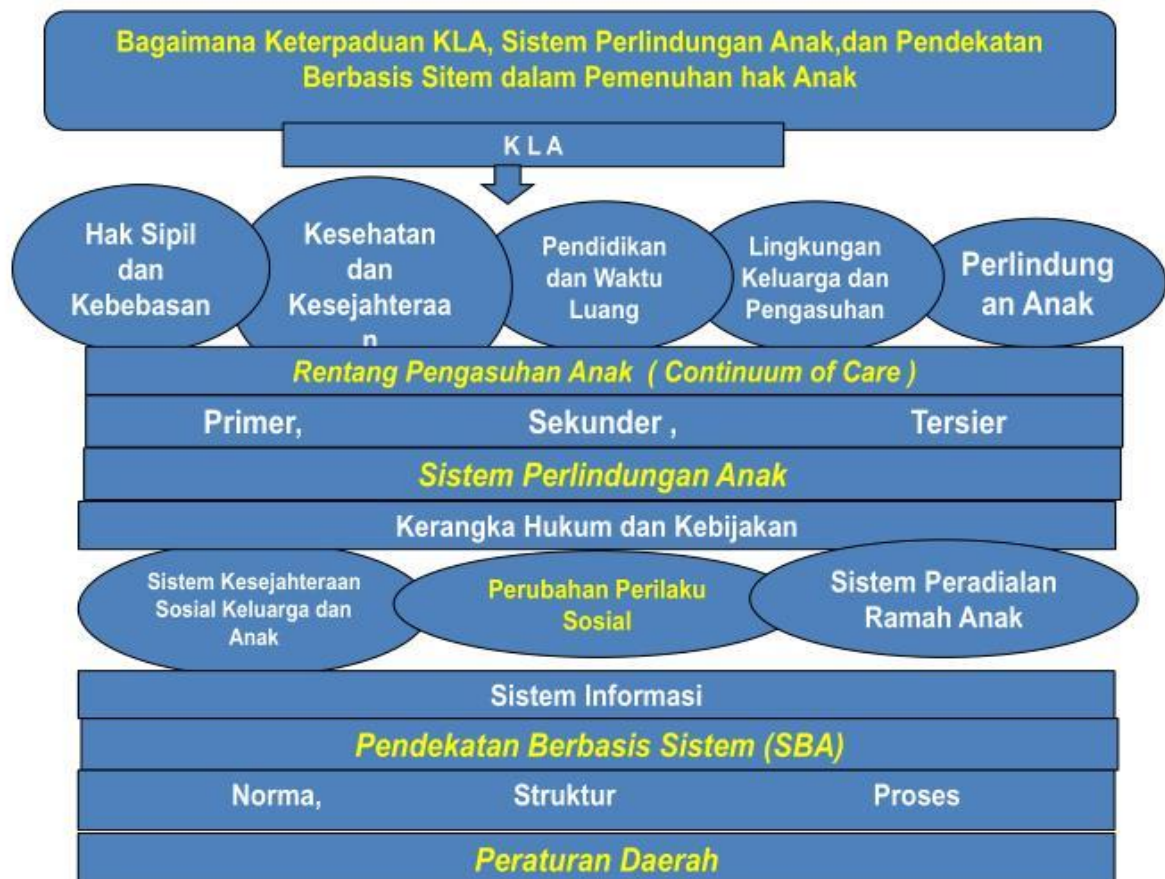 Bagaimana Keterpaduan KLA, Sistem Perlindungan Anak,dan Pendekatan
Berbasis Sitem dalam Pemenuhan hak Anak
K L A
Hak Sipil
dan
Kebebasan
Kesehatan
dan
Kesejahteraa
n
Pendidikan
dan Waktu
Luang
Lingkungan
Keluarga dan
Pengasuhan
Perlindung
an Anak
Rentang Pengasuhan Anak ( Continuum of Care )
Primer, Sekunder , Tersier
Sistem Perlindungan Anak
Kerangka Hukum dan Kebijakan
Sistem Kesejahteraan
Sosial Keluarga dan
Anak
Perubahan Perilaku
Sosial
Sistem Peradialan
Ramah Anak
Sistem Informasi
Pendekatan Berbasis Sistem (SBA)
Norma, Struktur Proses
Peraturan Daerah